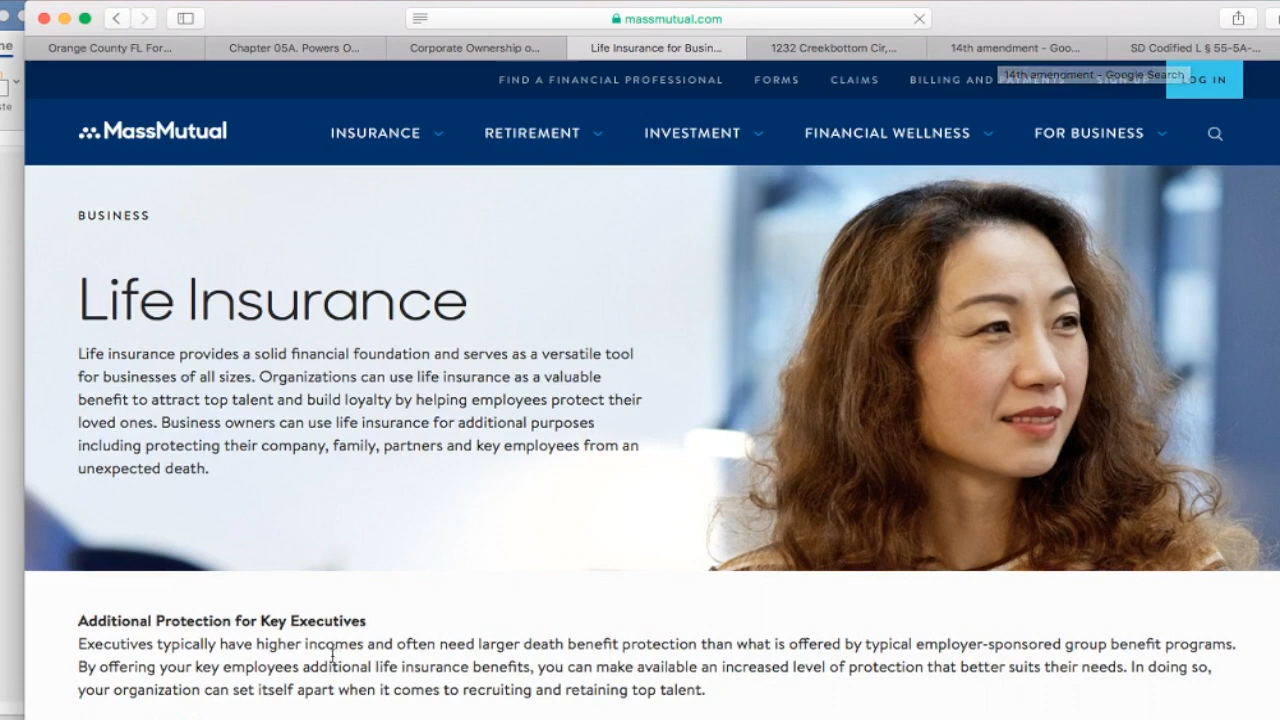 me
ste
massmutual.com
Orange County FL For...
Chapter 05A. Powers O...
Corporate Ownership o...
Life Insurance for Busin...
1232 Creekbottom Cir,...
14th amendment - Goo...
SD Codified L § 55-5A-...
FIND A FINANCIAL PROFESSIONAL
FORMS
CLAIMS
BILLING AND PAYMENTS
SIGN UP
LOG IN
14th amendment - Google Search
MassMutual
INSURANCE
RETIREMENT
INVESTMENT
FINANCIAL WELLNESS
FOR BUSINESS
BUSINESS
Life Insurance
Life insurance provides a solid financial foundation and serves as a versatile tool
for businesses of all sizes. Organizations can use life insurance as a valuable
benefit to attract top talent and build loyalty by helping employees protect their
loved ones. Business owners can use life insurance for additional purposes
including protecting their company, family, partners and key employees from an
unexpected death.
Additional Protection for Key Executives
Executives typically have higher incomes and often need larger death benefit protection than what is offered by typical employer-sponsored group benefit programs.
By offering your key employees additional life insurance benefits, you can make available an increased level of protection that better suits their needs. In doing so,
your organization can set itself apart when it comes to recruiting and retaining top talent.